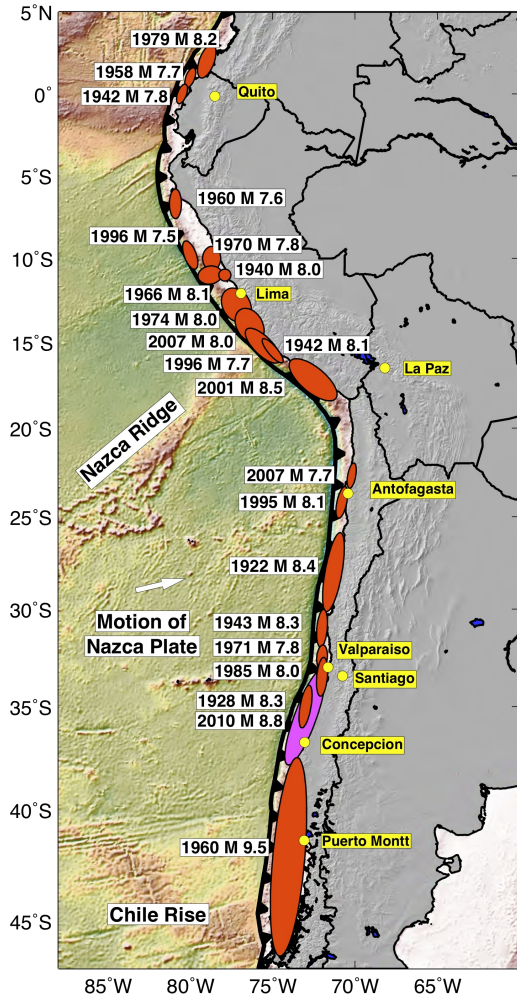 5°N
1979 M 8.2
1958 M 7.7
Quito
0°
1942 M 7.8
5°S
1960 M 7.6
1996 M 7.5
1970 M 7.8
10°S
1940 M 8.0
1966 M 8.1
Lima
1974 M 8.0
2007 M 8.0
1942 M 8.1
15°S
1996 M 7.7
La Paz
2001 M 8.5
Nazca Ridge
20°S
2007 M 7.7
Antofagasta
1995 M 8.1
25°S
1922 M 8.4
30°S
Motion of
Nazca Plate
1943 M 8.3
1971 M 7.8
Valparaiso
1985 M 8.0
Santiago
1928 M 8.3
35°S
2010 M 8.8
Concepcion
40°S
1960 M 9.5
Puerto Montt
Chile Rise
45°S
85°W 80°W 75°W 70°W 65°W